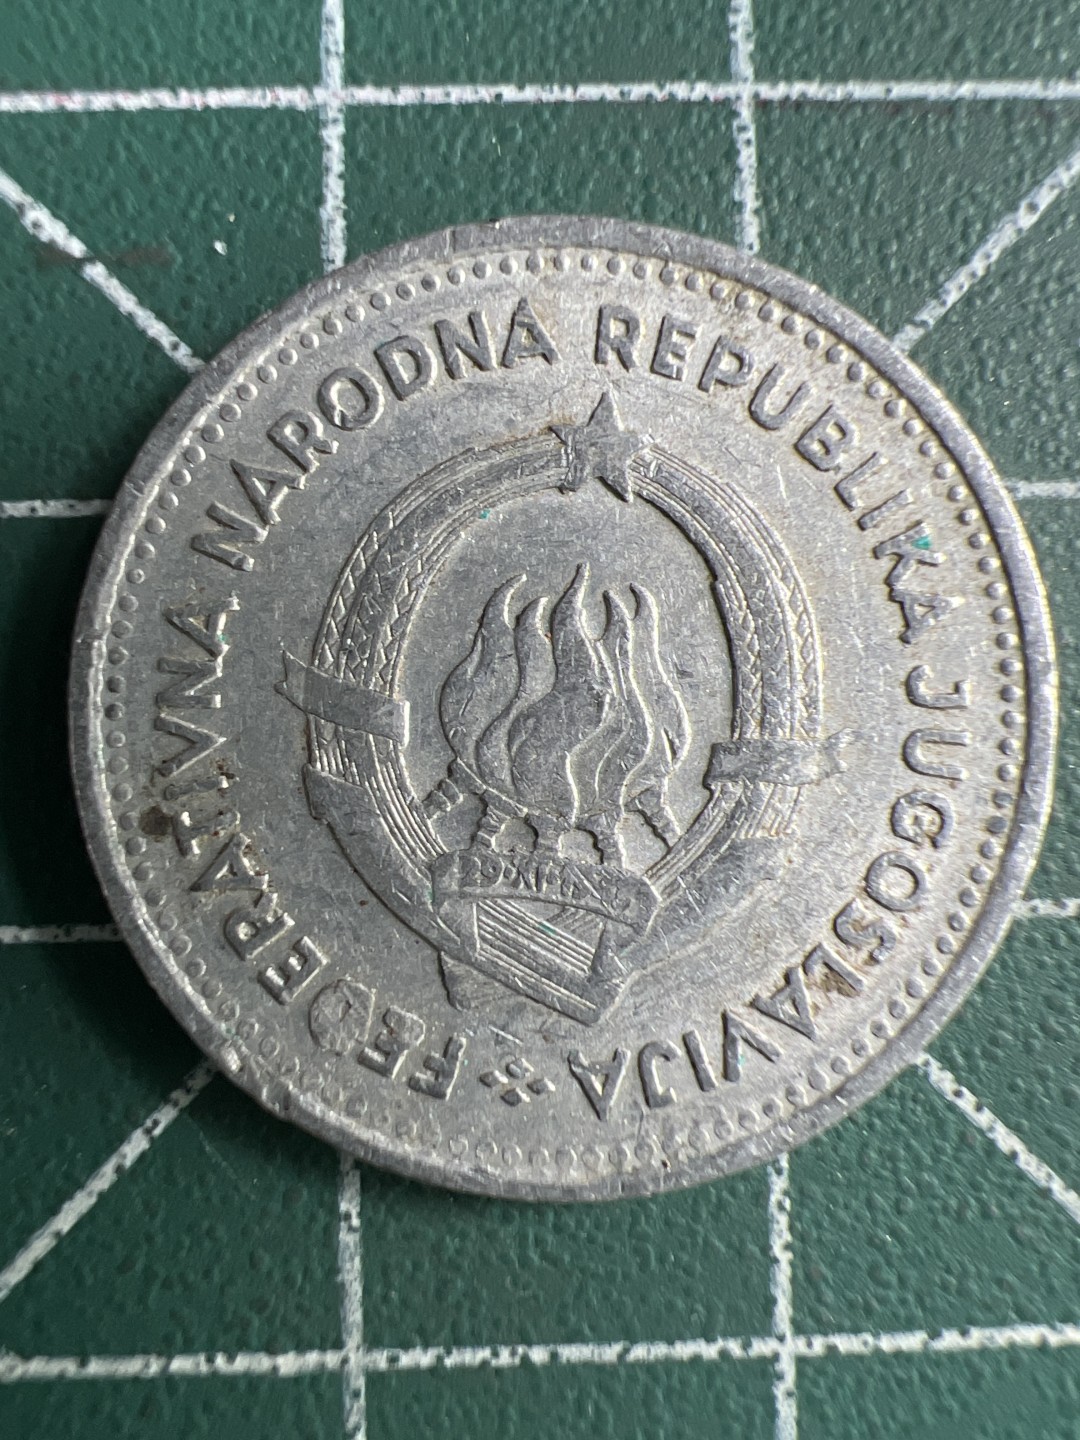 FEDERATIVNA NARODNA REPUBLIKA JUGOSLAVIJA
29·XI·1943